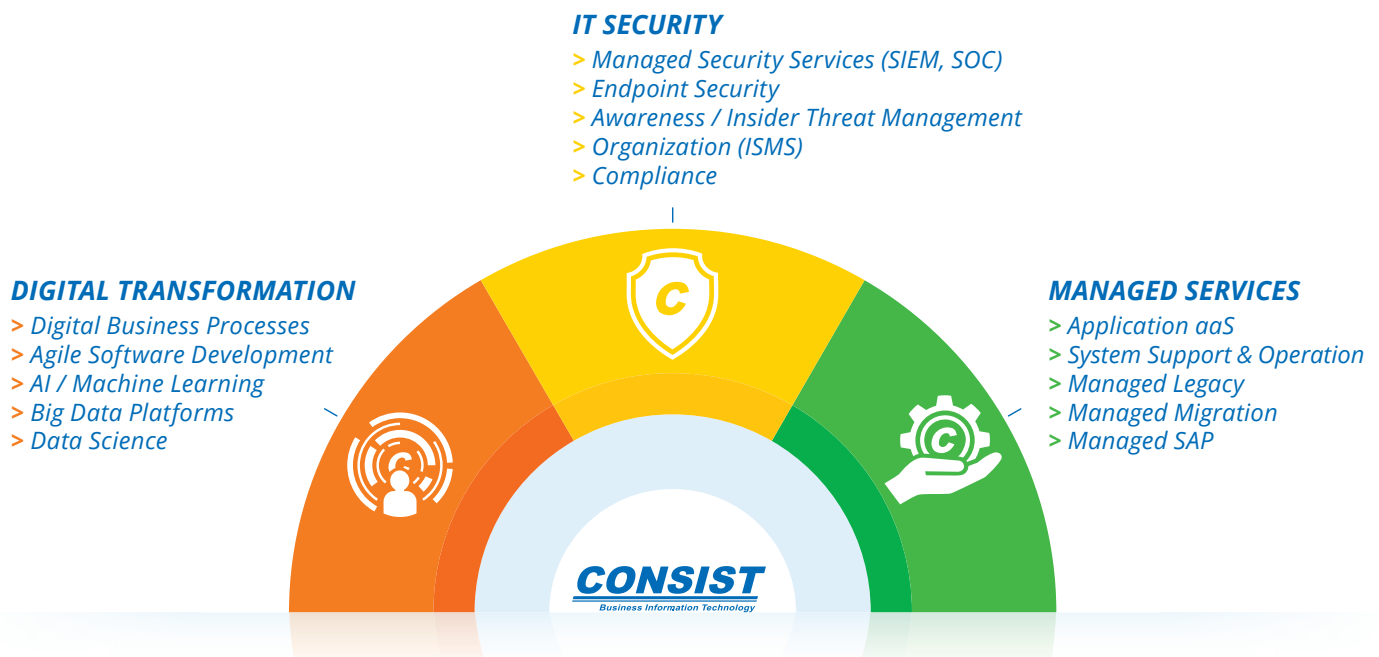 IT SECURITY
> Managed Security Services (SIEM, SOC)
> Endpoint Security
> Awareness / Insider Threat Management
> Organization (ISMS)
> Compliance
DIGITAL TRANSFORMATION
> Digital Business Processes
> Agile Software Development
> AI / Machine Learning
> Big Data Platforms
> Data Science
MANAGED SERVICES
> Application aaS
> System Support & Operation
> Managed Legacy
> Managed Migration
> Managed SAP
C
C
C
CONSIST
Business Information Technology